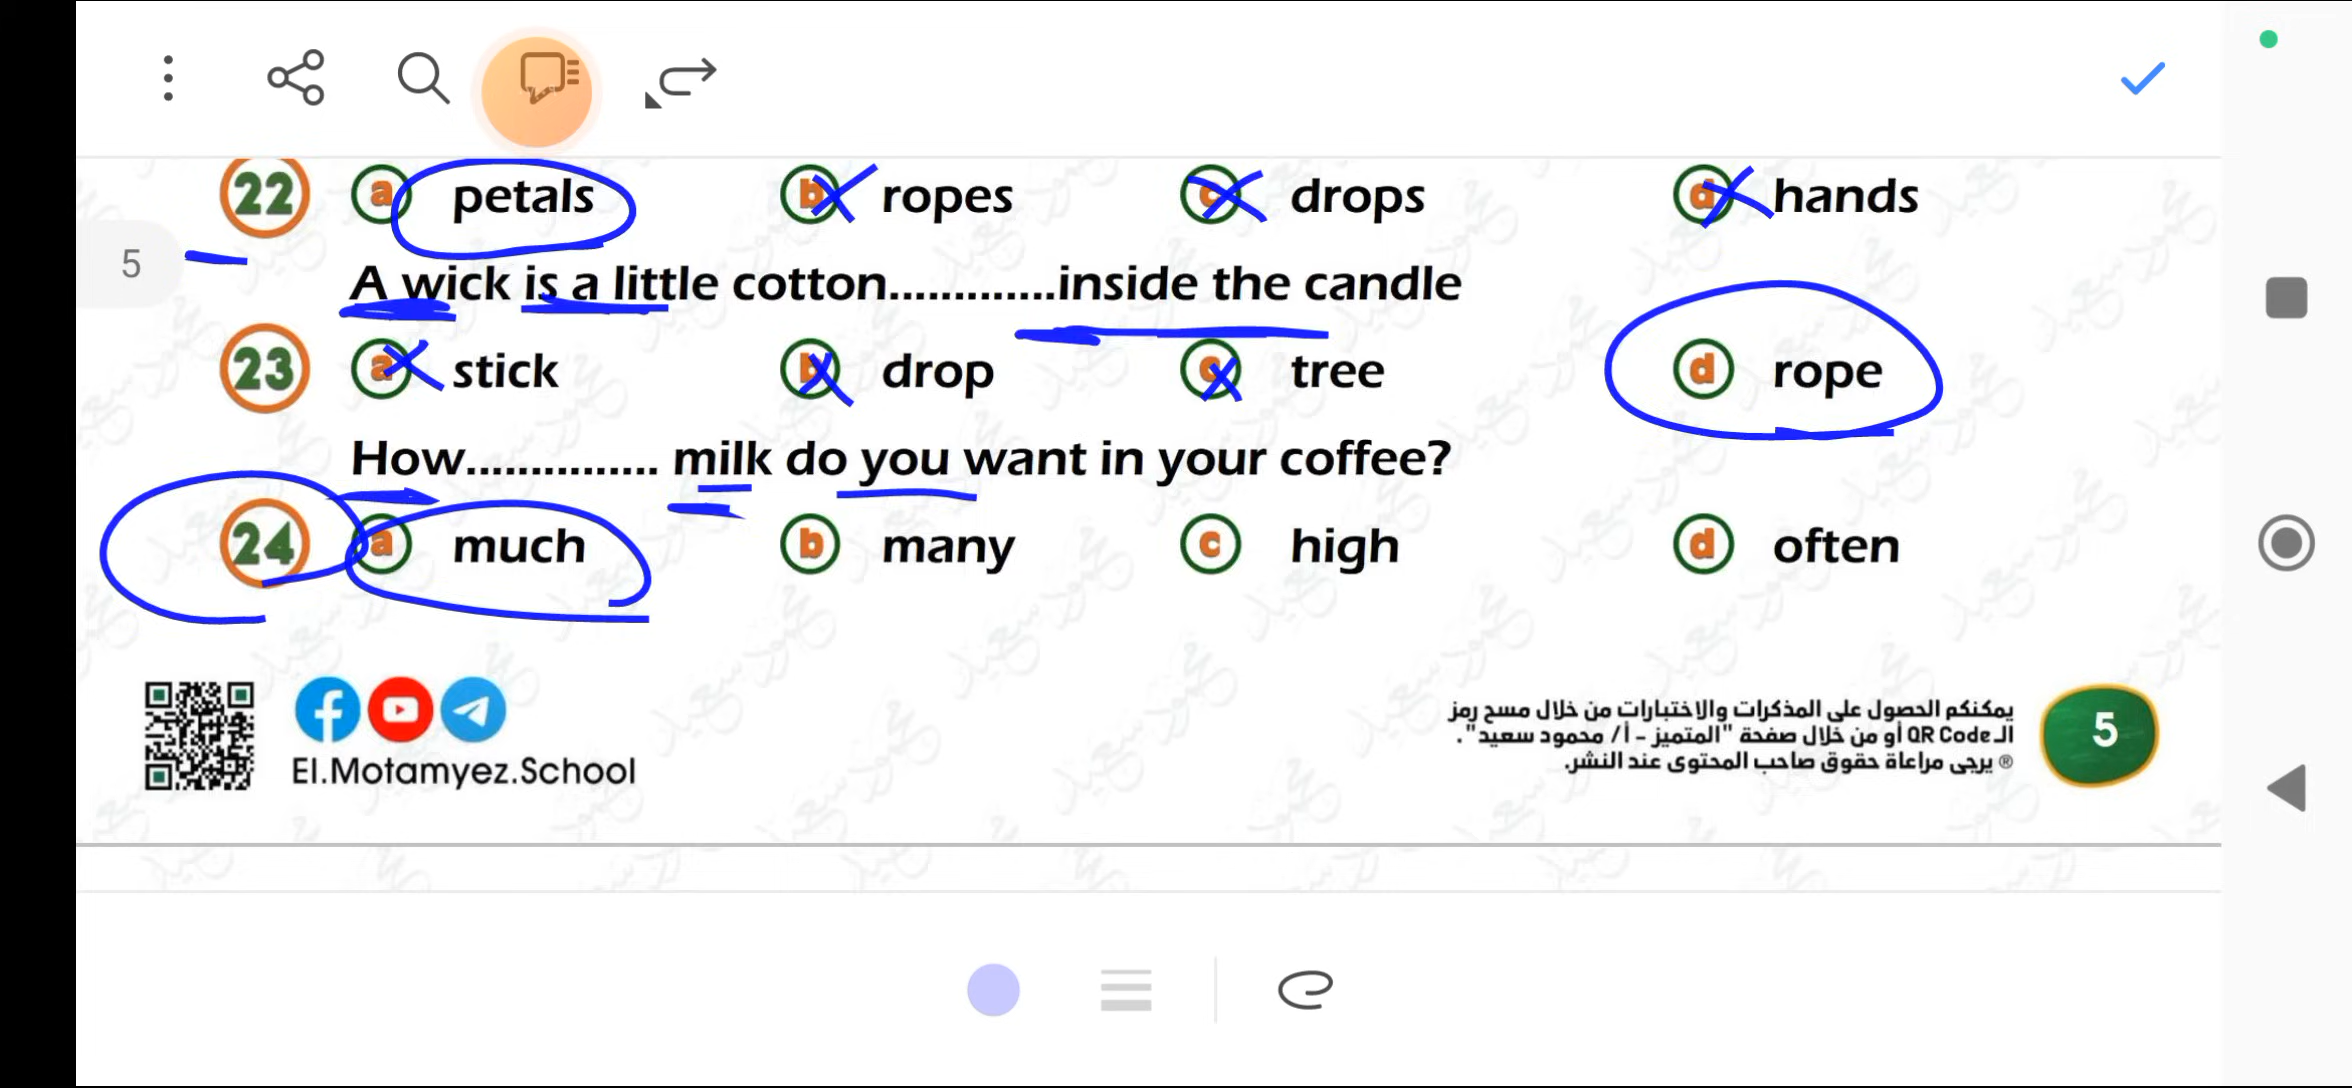 22 a petals b ropes c drops d hands
5
A wick is a little cotton.............inside the candle
23 a stick b drop c tree d rope
How............... milk do you want in your coffee?
24 a much b many c high d often
El.Motamyez.School
يمكنكم الحصول على المذكرات والاختبارات من خلال مسح رمز
الـ QR Code أو من خلال صفحة "المتميز - أ/ محمود سعيد".
® يرجى مراعاة حقوق صاحب المحتوى عند النشر.
5